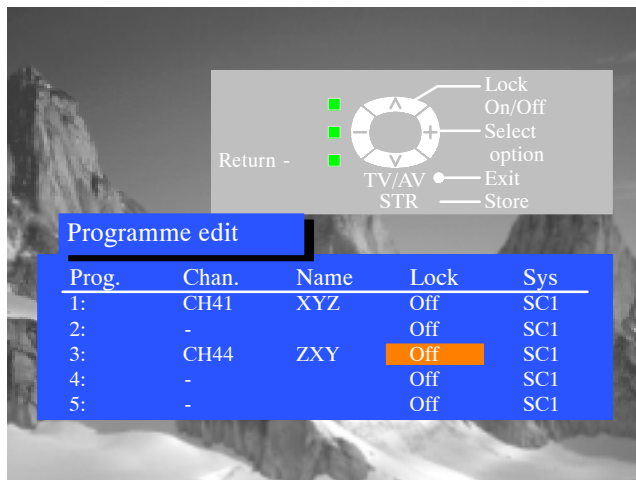 Lock
On/Off
Select
option
Return -
TV/AV Exit
STR Store
Programme edit
Prog. Chan. Name Lock Sys
1: CH41 XYZ Off SC1
2: - Off SC1
3: CH44 ZXY Off SC1
4: - Off SC1
5: - Off SC1